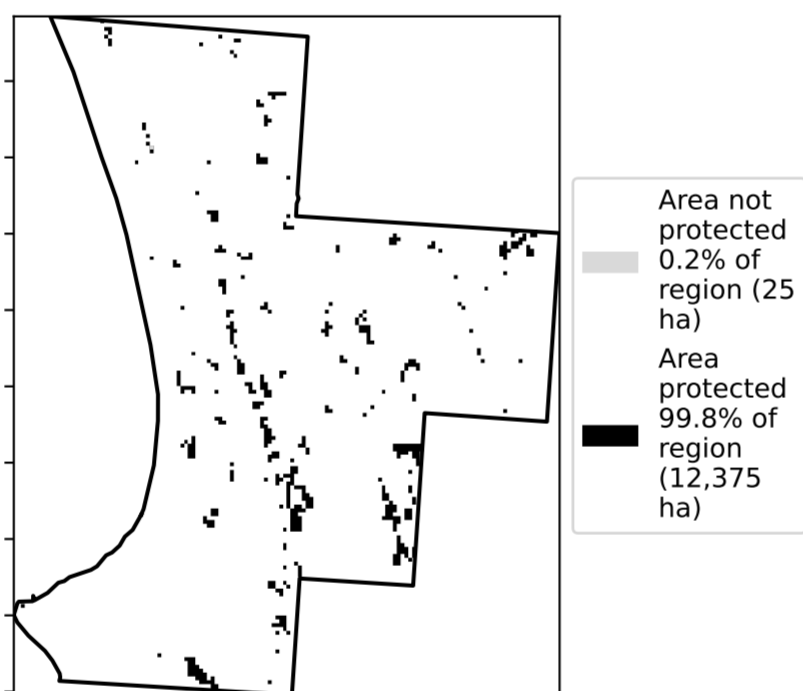 Area not
protected
0.2% of
region (25
ha)
Area
protected
99.8% of
region
(12,375
ha)